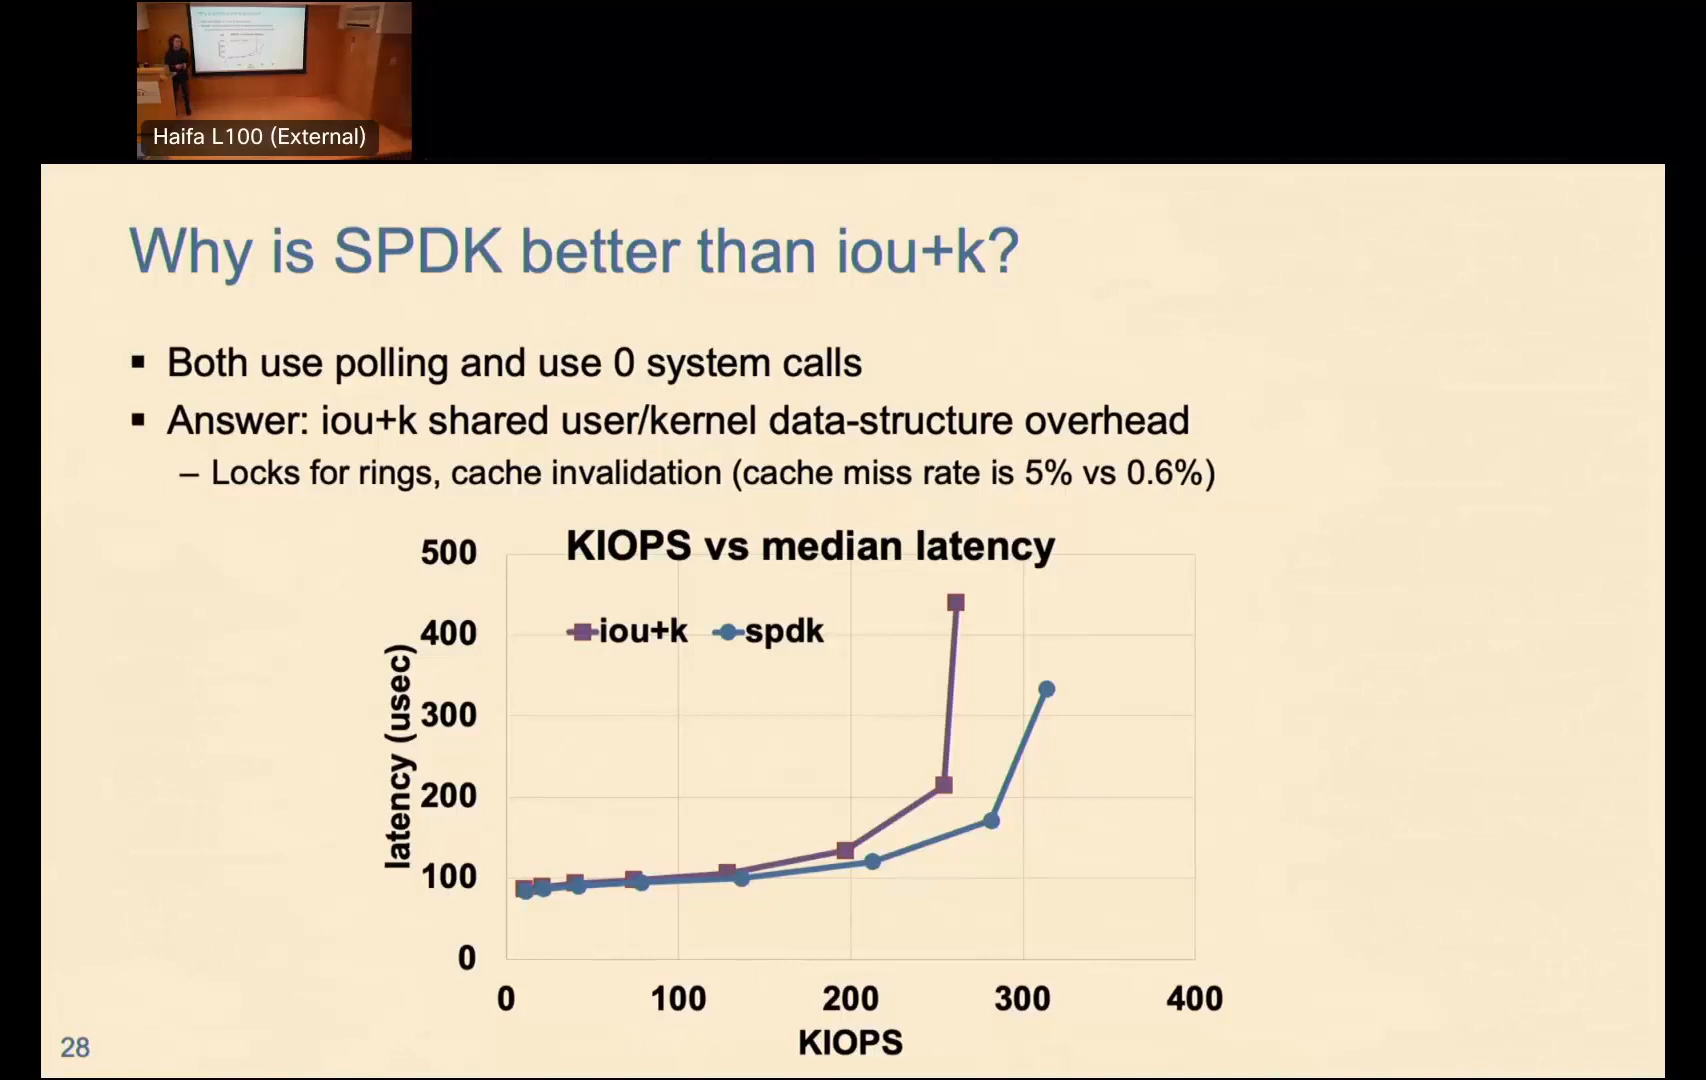 Haifa L100 (External)
Why is SPDK better than iou+k?
▪ Both use polling and use 0 system calls
▪ Answer: iou+k shared user/kernel data-structure overhead
– Locks for rings, cache invalidation (cache miss rate is 5% vs 0.6%)
KIOPS vs median latency
iou+k spdk
latency (usec)
500
400
300
200
100
0
0 100 200 300 400
KIOPS
28